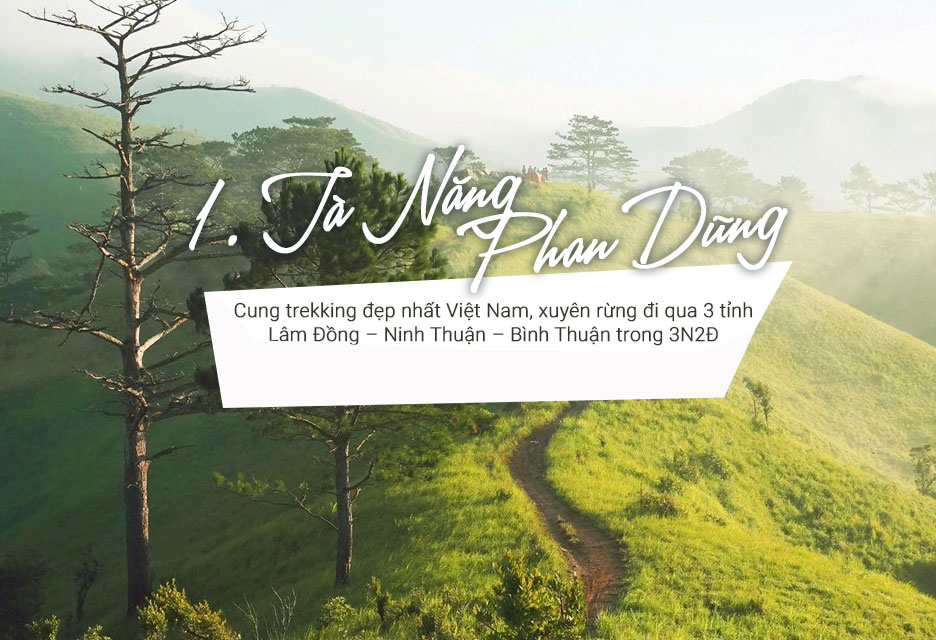 1. Tà Năng
Phan Dũng
Cung trekking đẹp nhất Việt Nam, xuyên rừng đi qua 3 tỉnh
Lâm Đồng – Ninh Thuận – Bình Thuận trong 3N2Đ